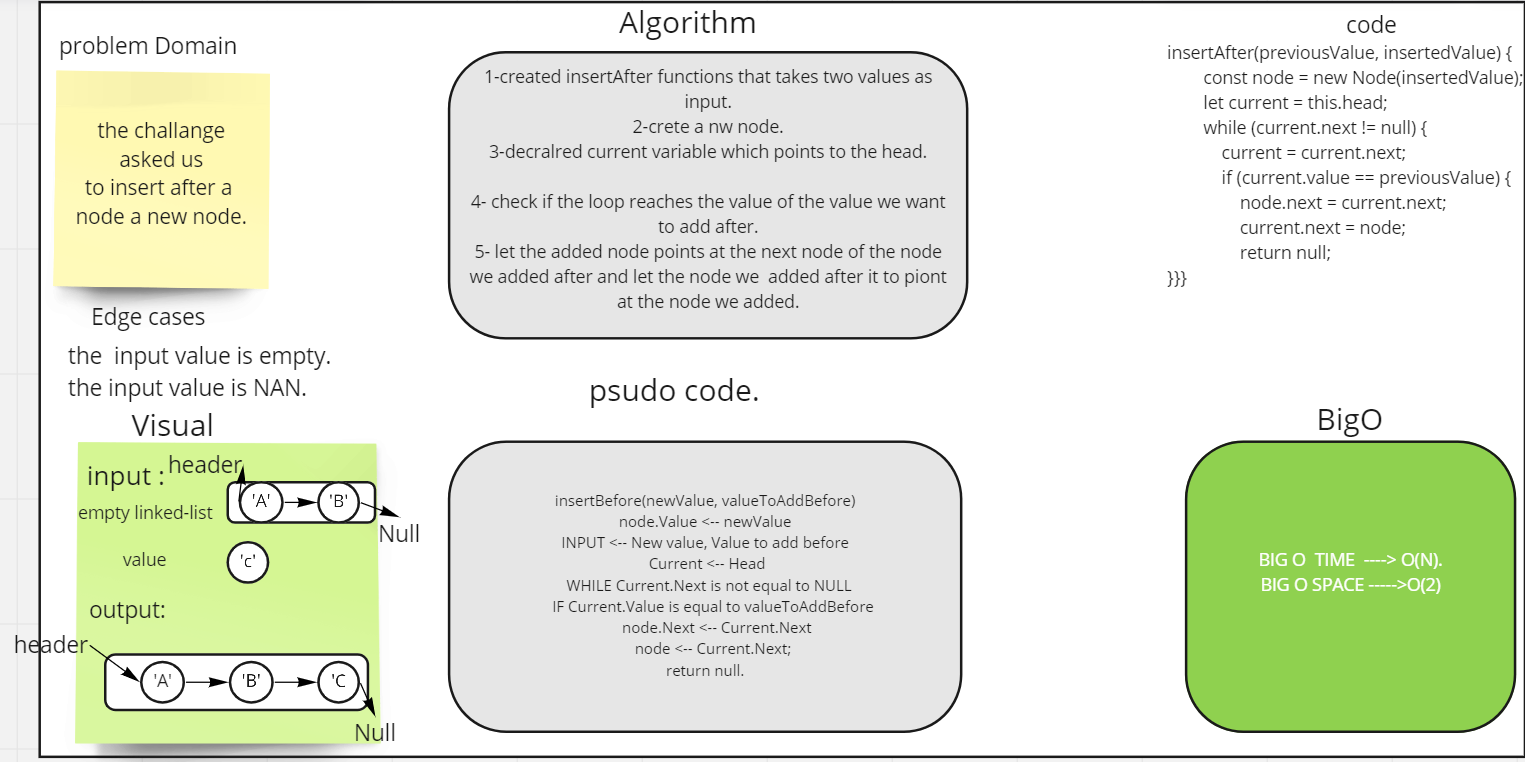 problem Domain
the challange
asked us
to insert after a
node a new node.
Edge cases
the input value is empty.
the input value is NAN.
Visual
input :
header
'A'
'B'
empty linked-list
Null
value
'c'
output:
header
'A'
'B'
'C
Null
Algorithm
1-created insertAfter functions that takes two values as
input.
2-crete a nw node.
3-decralred current variable which points to the head.
4- check if the loop reaches the value of the value we want
to add after.
5- let the added node points at the next node of the node
we added after and let the node we added after it to piont
at the node we added.
psudo code.
insertBefore(newValue, valueToAddBefore)
node.Value <-- newValue
INPUT <-- New value, Value to add before
Current <-- Head
WHILE Current.Next is not equal to NULL
IF Current.Value is equal to valueToAddBefore
node.Next <-- Current.Next
node <-- Current.Next;
return null.
code
insertAfter(previousValue, insertedValue) {
const node = new Node(insertedValue);
let current = this.head;
while (current.next != null) {
current = current.next;
if (current.value == previousValue) {
node.next = current.next;
current.next = node;
return null;
}}}
BigO
BIG O TIME ----> O(N).
BIG O SPACE ----->O(2)